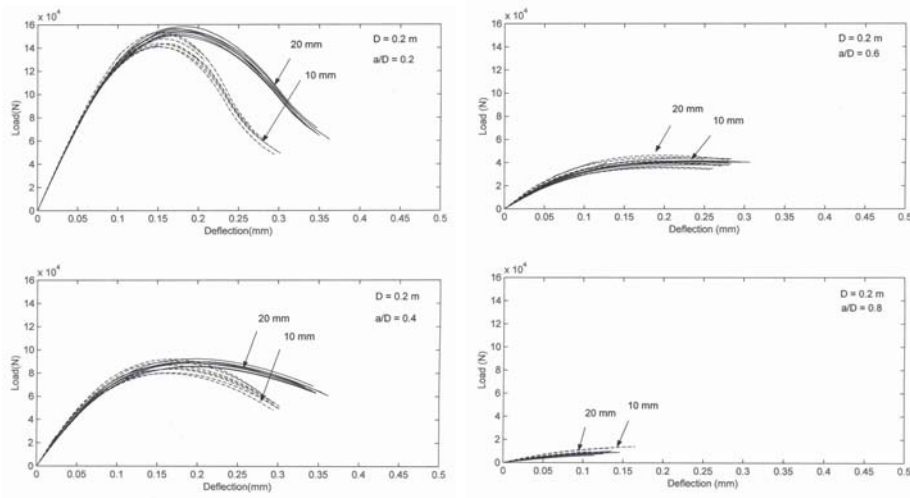 x 10⁴
16
14
12
10
8
6
4
2
0
Load(N)
D = 0.2 m
a/D = 0.2
20 mm
10 mm
0 0.05 0.1 0.15 0.2 0.25 0.3 0.35 0.4 0.45 0.5
Deflection(mm)
x 10⁴
16
14
12
10
8
6
4
2
0
Load (N)
D = 0.2 m
a/D = 0.6
20 mm
10 mm
0 0.05 0.1 0.15 0.2 0.25 0.3 0.35 0.4 0.45 0.5
Deflection (mm)
x 10⁴
16
14
12
10
8
6
4
2
0
Load(N)
D = 0.2 m
a/D = 0.4
20 mm
10 mm
0 0.05 0.1 0.15 0.2 0.25 0.3 0.35 0.4 0.45 0.5
Deflection(mm)
x 10⁴
16
14
12
10
8
6
4
2
0
Load (N)
D = 0.2 m
a/D = 0.8
20 mm
10 mm
0 0.05 0.1 0.15 0.2 0.25 0.3 0.35 0.4 0.45 0.5
Deflection (mm)